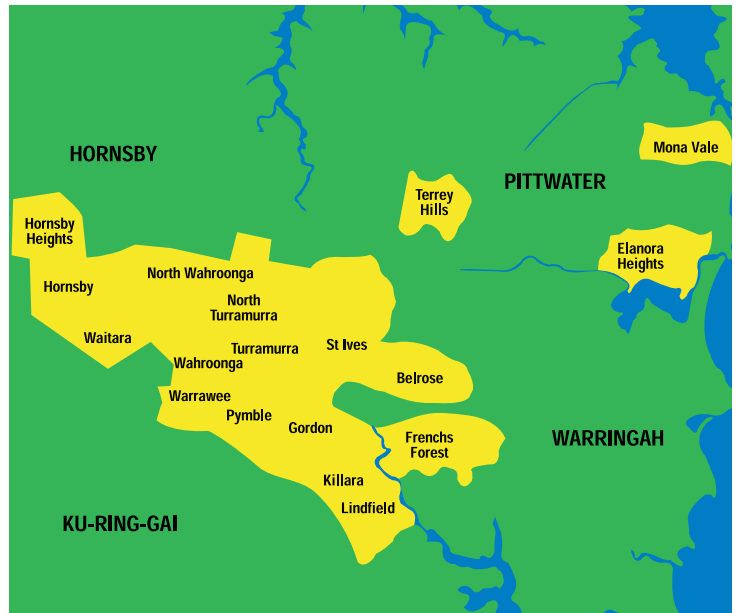 HORNSBY
Mona Vale
PITTWATER
Terrey
Hills
Hornsby
Heights
Elanora
Heights
North Wahroonga
Hornsby
North
Turramurra
Waitara
Turramurra
St Ives
Wahroonga
Belrose
Warrawee
Pymble
Gordon
Frenchs
Forest
WARRINGAH
Killara
Lindfield
KU-RING-GAI